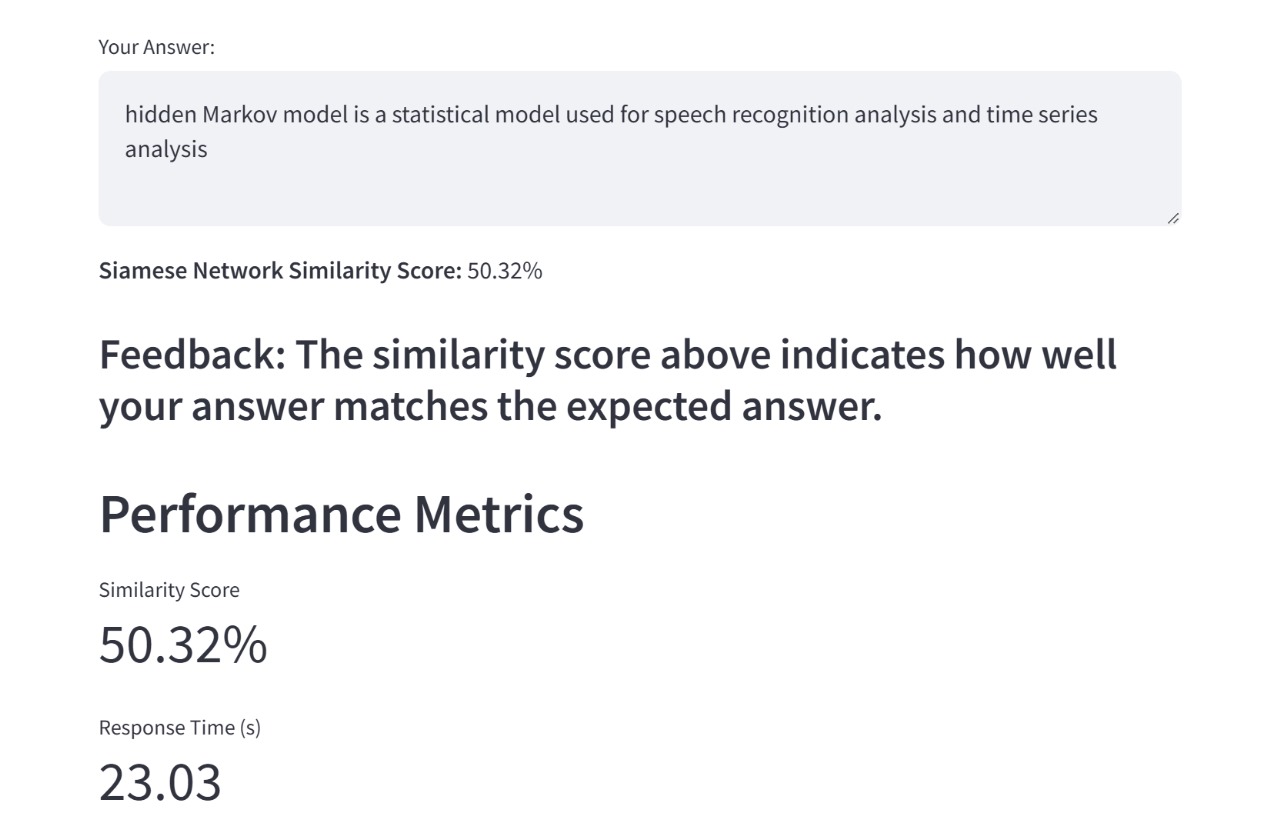 Your Answer:
hidden Markov model is a statistical model used for speech recognition analysis and time series
analysis
Siamese Network Similarity Score: 50.32%
Feedback: The similarity score above indicates how well
your answer matches the expected answer.
Performance Metrics
Similarity Score
50.32%
Response Time (s)
23.03